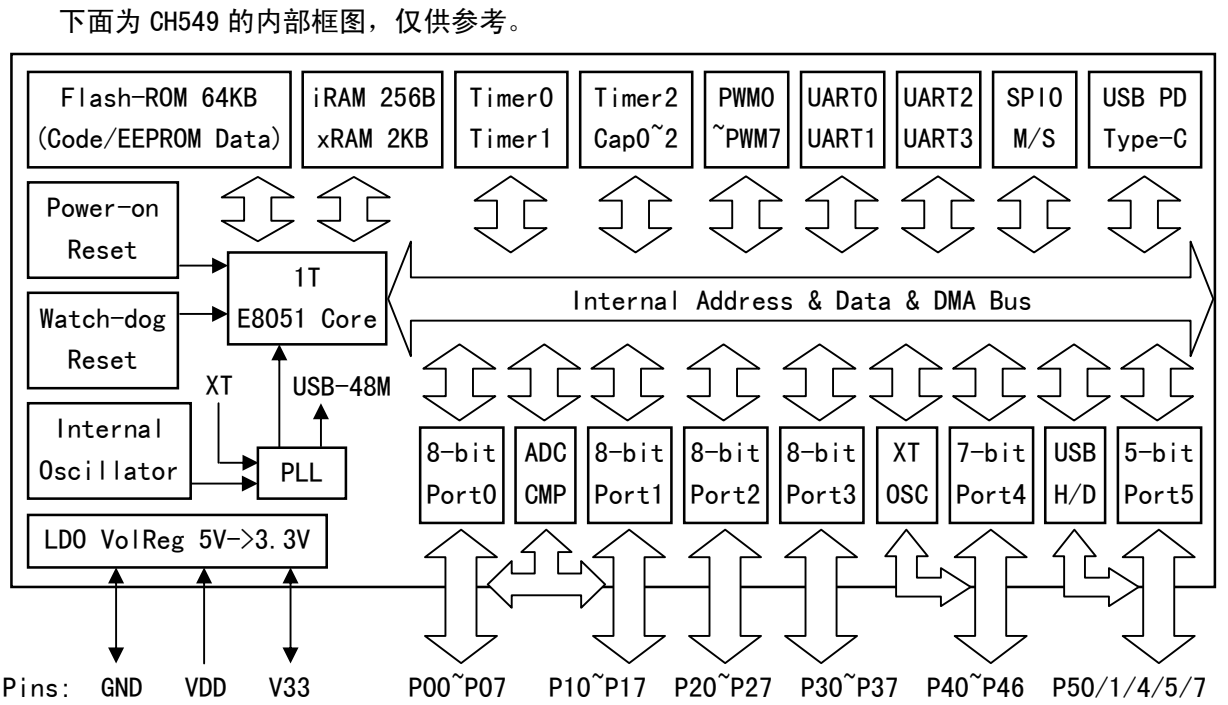 下面为 CH549 的内部框图，仅供参考。
Flash-ROM 64KB
(Code/EEPROM Data)
iRAM 256B
xRAM 2KB
Timer0
Timer1
Timer2
Cap0~2
PWM0
~PWM7
UART0
UART1
UART2
UART3
SPI0
M/S
USB PD
Type-C
Power-on
Reset
1T
E8051 Core
Internal Address & Data & DMA Bus
Watch-dog
Reset
XT
USB-48M
Internal
Oscillator
PLL
8-bit
Port0
ADC
CMP
8-bit
Port1
8-bit
Port2
8-bit
Port3
XT
OSC
7-bit
Port4
USB
H/D
5-bit
Port5
LDO VolReg 5V->3.3V
Pins: GND VDD V33 P00~P07 P10~P17 P20~P27 P30~P37 P40~P46 P50/1/4/5/7